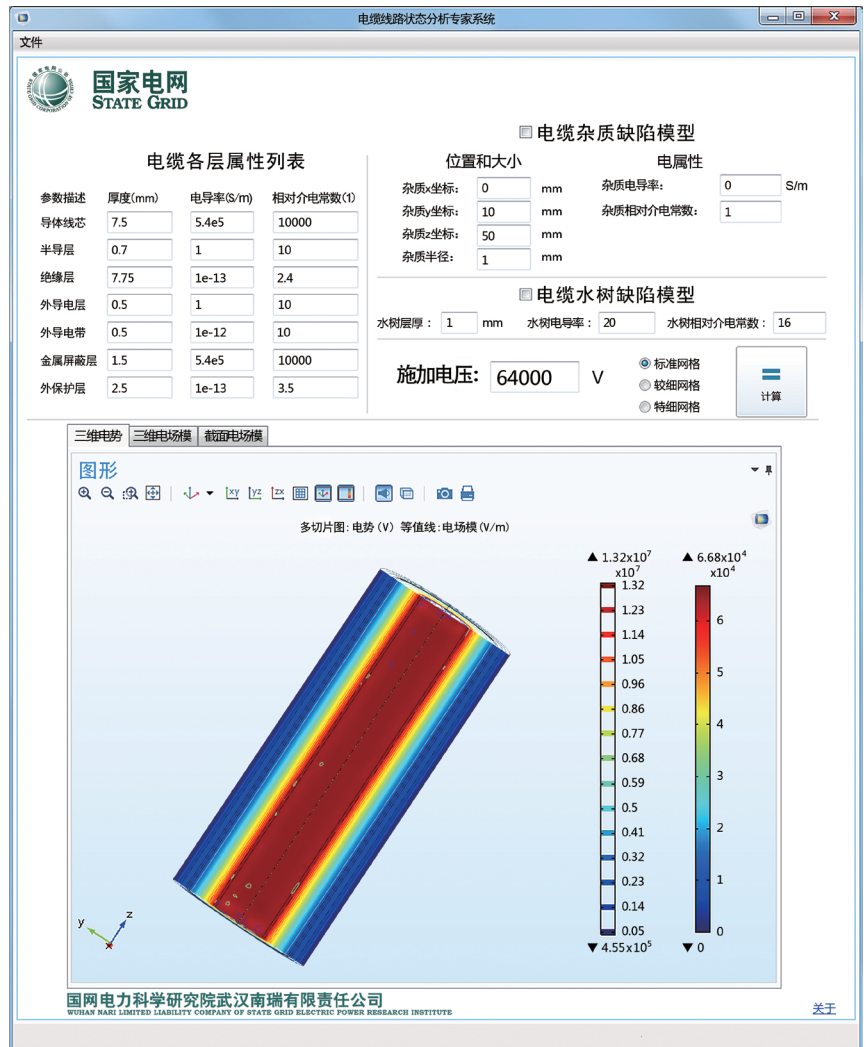 电缆线路状态分析专家系统
文件
国家电网
STATE GRID
电缆各层属性列表
参数描述 厚度(mm) 电导率(S/m) 相对介电常数(1)
导体线芯 7.5 5.4e5 10000
半导层 0.7 1 10
绝缘层 7.75 1e-13 2.4
外导电层 0.5 1 10
外导电带 0.5 1e-12 10
金属屏蔽层 1.5 5.4e5 10000
外保护层 2.5 1e-13 3.5
电缆杂质缺陷模型
位置和大小 电属性
杂质x坐标: 0 mm 杂质电导率: 0 S/m
杂质y坐标: 10 mm 杂质相对介电常数: 1
杂质z坐标: 50 mm
杂质半径: 1 mm
电缆水树缺陷模型
水树层厚: 1 mm 水树电导率: 20 水树相对介电常数: 16
施加电压: 64000 V
标准网格
较细网格
特细网格
计算
三维电势 三维电场模 截面电场模
图形
xy yz zx
多切片图:电势(V) 等值线:电场模(V/m)
▲ 1.32x10⁷ ▲ 6.68x10⁴
x10⁷ x10⁴
1.32
1.23
1.14
1.05
0.96
0.86
0.77
0.68
0.59
0.5
0.41
0.32
0.23
0.14
0.05
▼ 4.55x10⁵
6
5
4
3
2
1
0
▼ 0
y z
x
国网电力科学研究院武汉南瑞有限责任公司
WUHAN NARI LIMITED LIABILITY COMPANY OF STATE GRID ELECTRIC POWER RESEARCH INSTITUTE
关于